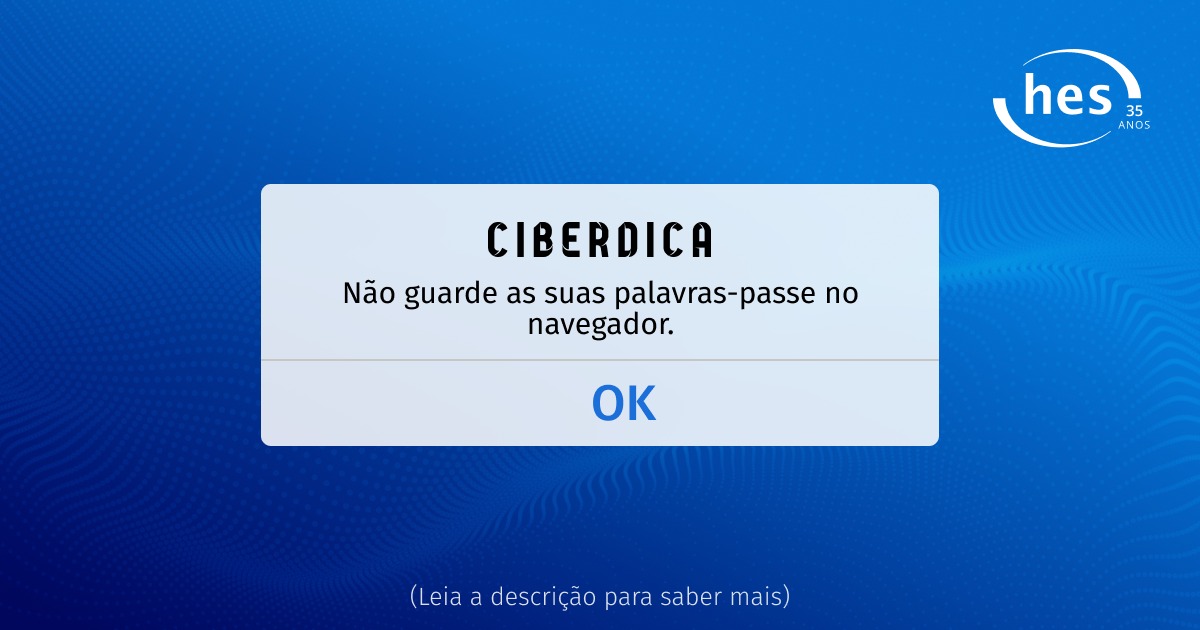 hes
35
ANOS
CIBERDICA
Não guarde as suas palavras-passe no
navegador.
OK
(Leia a descrição para saber mais)